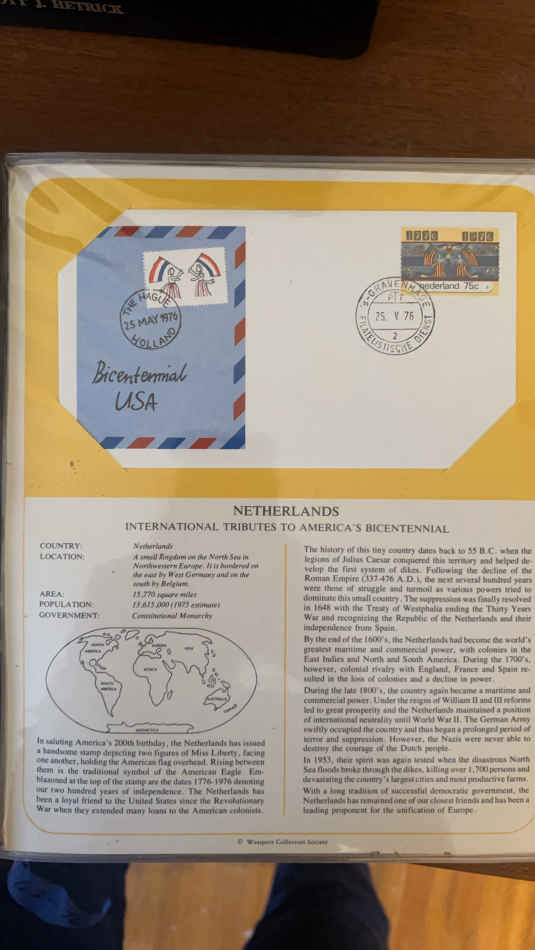 J. HETRICK
1776 1976
nederland 75c
'S-GRAVENHAGE
PTT
25. V 76
2
FILATELISTISCHE DIENST
THE HAGUE
25 MAY 1976
HOLLAND
Bicentennial
USA
NETHERLANDS
INTERNATIONAL TRIBUTES TO AMERICA'S BICENTENNIAL
COUNTRY: Netherlands
LOCATION: A small kingdom on the North Sea in
Northwestern Europe. It is bordered on
the east by West Germany and on the
south by Belgium.
AREA: 15,770 square miles
POPULATION: 13,615,000 (1975 estimate)
GOVERNMENT: Constitutional Monarchy
NORTH AMERICA
EUROPE
ASIA
AFRICA
SOUTH AMERICA
AUSTRALIA
ANTARCTICA
In saluting America's 200th birthday, the Netherlands has issued
a handsome stamp depicting two figures of Miss Liberty, facing
one another, holding the American flag overhead. Rising between
them is the traditional symbol of the American Eagle. Em-
blazoned at the top of the stamp are the dates 1776-1976 denoting
our two hundred years of independence. The Netherlands has
been a loyal friend to the United States since the Revolutionary
War when they extended many loans to the American colonists.
The history of this tiny country dates back to 55 B.C. when the
legions of Julius Caesar conquered this territory and helped de-
velop the first system of dikes. Following the decline of the
Roman Empire (337-476 A.D.), the next several hundred years
were those of struggle and turmoil as various powers tried to
dominate this small country. The suppression was finally resolved
in 1648 with the Treaty of Westphalia ending the Thirty Years
War and recognizing the Republic of the Netherlands and their
independence from Spain.
By the end of the 1600's, the Netherlands had become the world's
greatest maritime and commercial power, with colonies in the
East Indies and North and South America. During the 1700's,
however, colonial rivalry with England, France and Spain re-
sulted in the loss of colonies and a decline in power.
During the late 1800's, the country again became a maritime and
commercial power. Under the reigns of William II and III reforms
led to great prosperity and the Netherlands maintained a position
of international neutrality until World War II. The German Army
swiftly occupied the country and thus began a prolonged period of
terror and suppression. However, the Nazis were never able to
destroy the courage of the Dutch people.
In 1953, their spirit was again tested when the disastrous North
Sea floods broke through the dikes, killing over 1,700 persons and
devastating the country's largest cities and most productive farms.
With a long tradition of successful democratic government, the
Netherlands has remained one of our closest friends and has been a
leading proponent for the unification of Europe.
© Westport Collectors Society